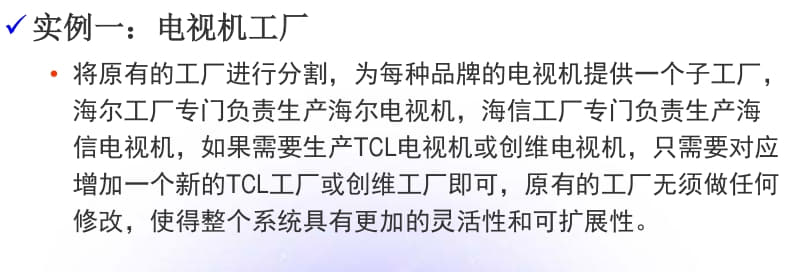 ✓ 实例一：电视机工厂
• 将原有的工厂进行分割，为每种品牌的电视机提供一个子工厂，
海尔工厂专门负责生产海尔电视机，海信工厂专门负责生产海
信电视机，如果需要生产TCL电视机或创维电视机，只需要对应
增加一个新的TCL工厂或创维工厂即可，原有的工厂无须做任何
修改，使得整个系统具有更加的灵活性和可扩展性。